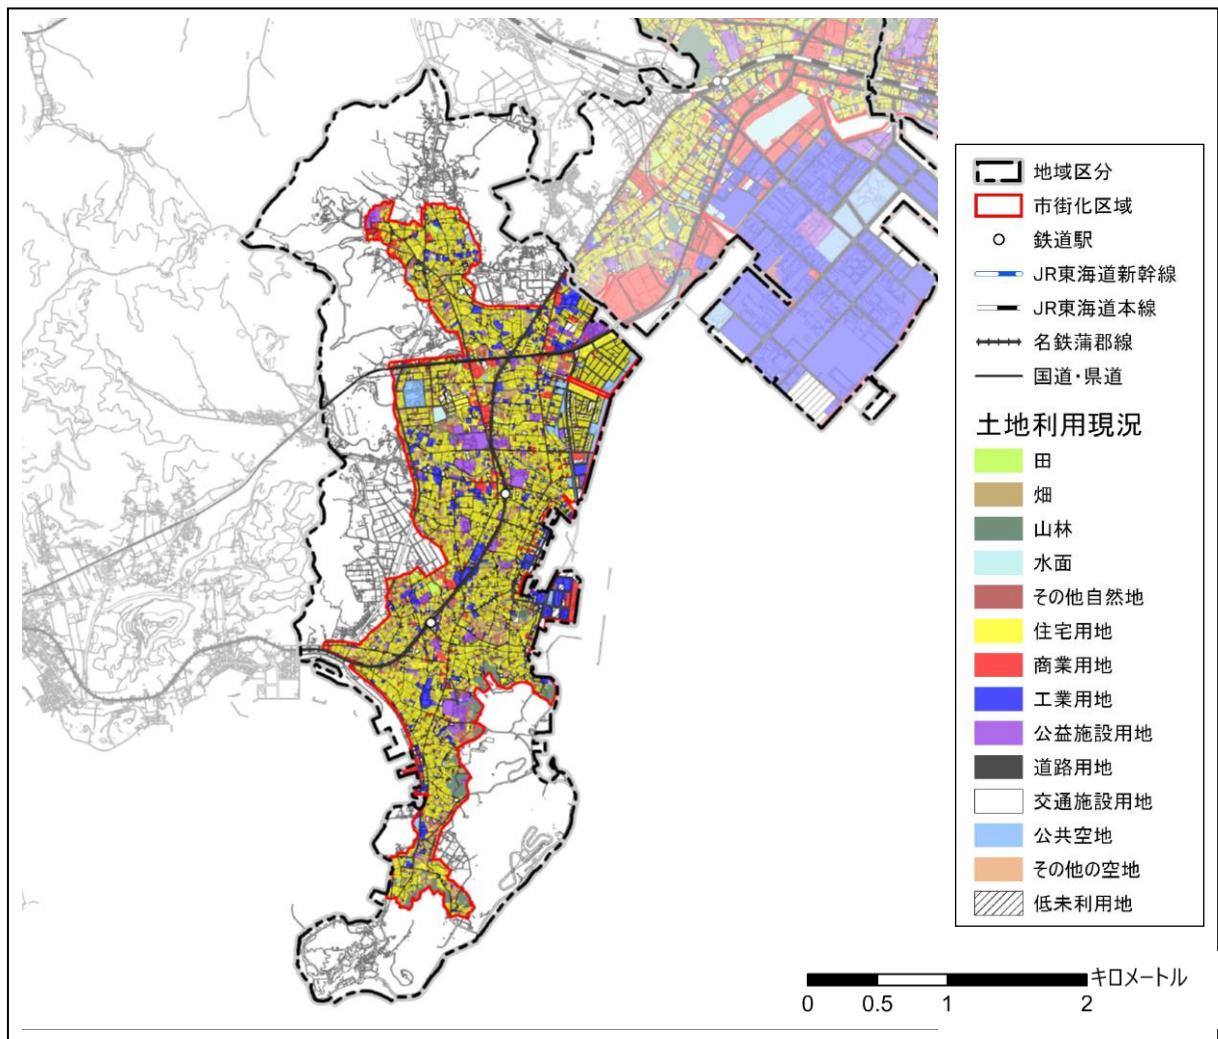 地域区分
市街化区域
鉄道駅
JR東海道新幹線
JR東海道本線
名鉄蒲郡線
国道・県道
土地利用現況
田
畑
山林
水面
その他自然地
住宅用地
商業用地
工業用地
公益施設用地
道路用地
交通施設用地
公共空地
その他の空地
低未利用地
キロメートル
0 0.5 1 2